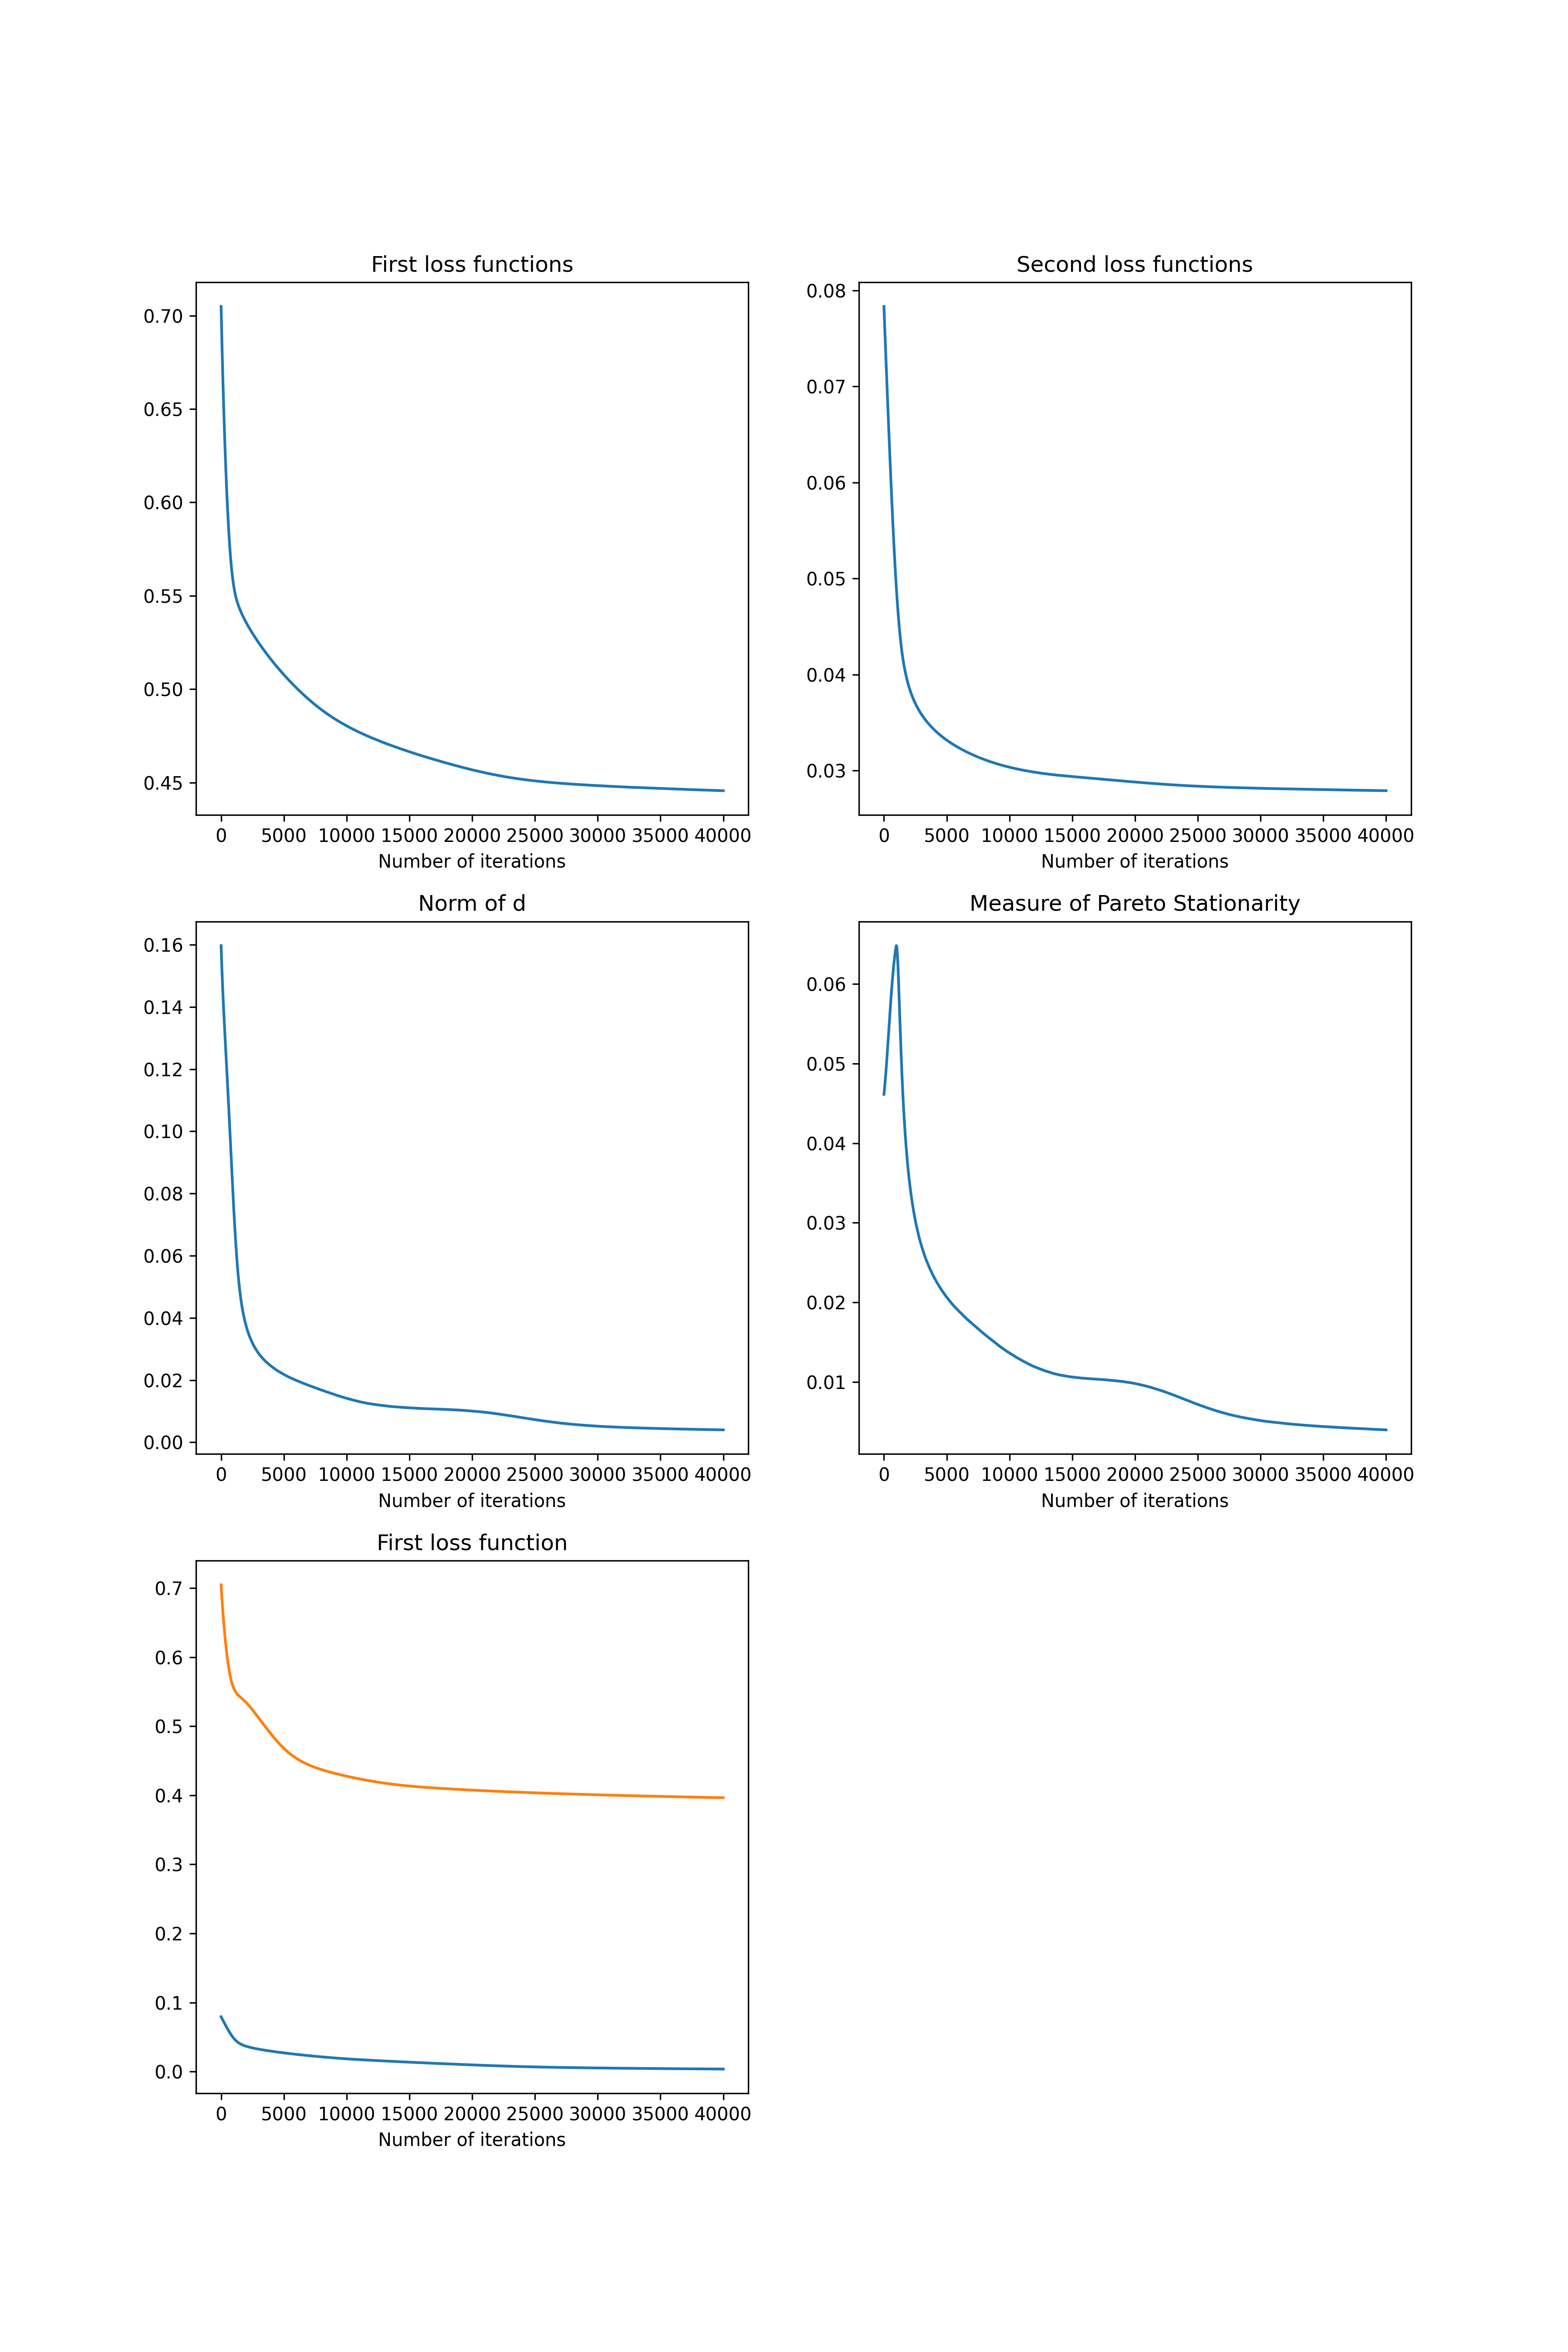 First loss functions
0.70
0.65
0.60
0.55
0.50
0.45
0 5000 10000 15000 20000 25000 30000 35000 40000
Number of iterations
Second loss functions
0.08
0.07
0.06
0.05
0.04
0.03
0 5000 10000 15000 20000 25000 30000 35000 40000
Number of iterations
Norm of d
0.16
0.14
0.12
0.10
0.08
0.06
0.04
0.02
0.00
0 5000 10000 15000 20000 25000 30000 35000 40000
Number of iterations
Measure of Pareto Stationarity
0.06
0.05
0.04
0.03
0.02
0.01
0 5000 10000 15000 20000 25000 30000 35000 40000
Number of iterations
First loss function
0.7
0.6
0.5
0.4
0.3
0.2
0.1
0.0
0 5000 10000 15000 20000 25000 30000 35000 40000
Number of iterations